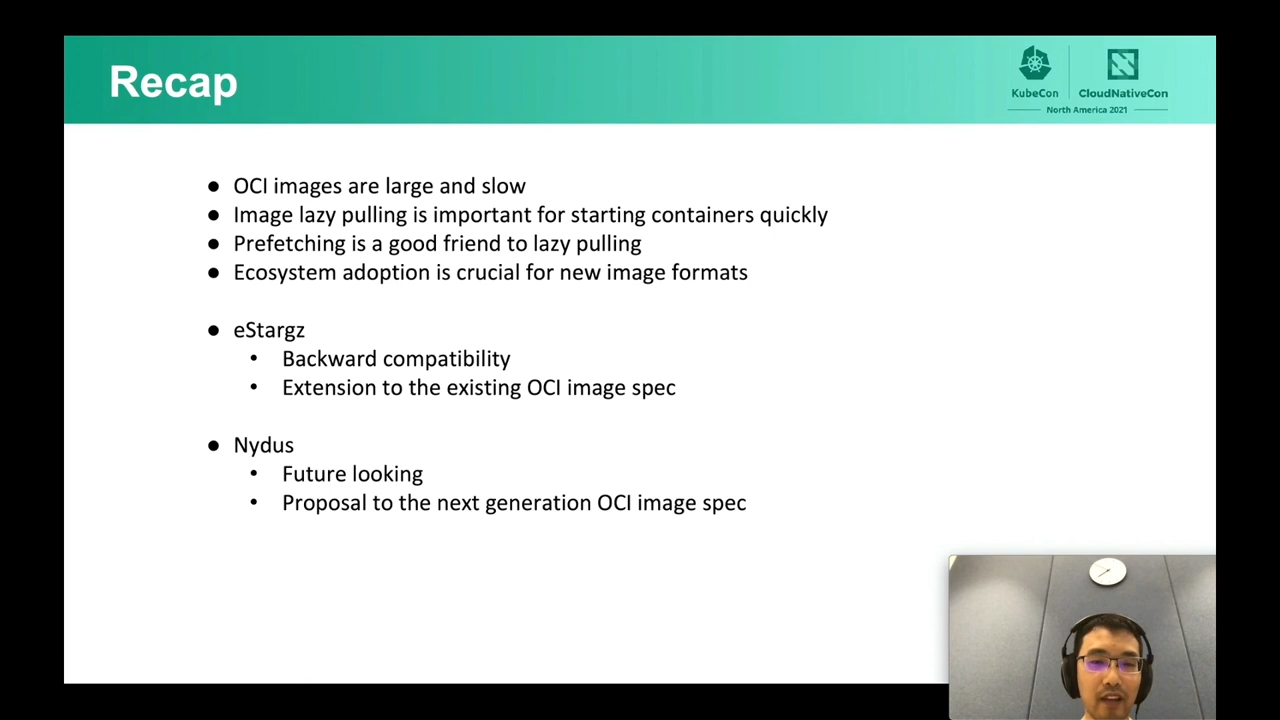 Recap
KubeCon
CloudNativeCon
North America 2021
● OCI images are large and slow
● Image lazy pulling is important for starting containers quickly
● Prefetching is a good friend to lazy pulling
● Ecosystem adoption is crucial for new image formats
● eStargz
• Backward compatibility
• Extension to the existing OCI image spec
● Nydus
• Future looking
• Proposal to the next generation OCI image spec